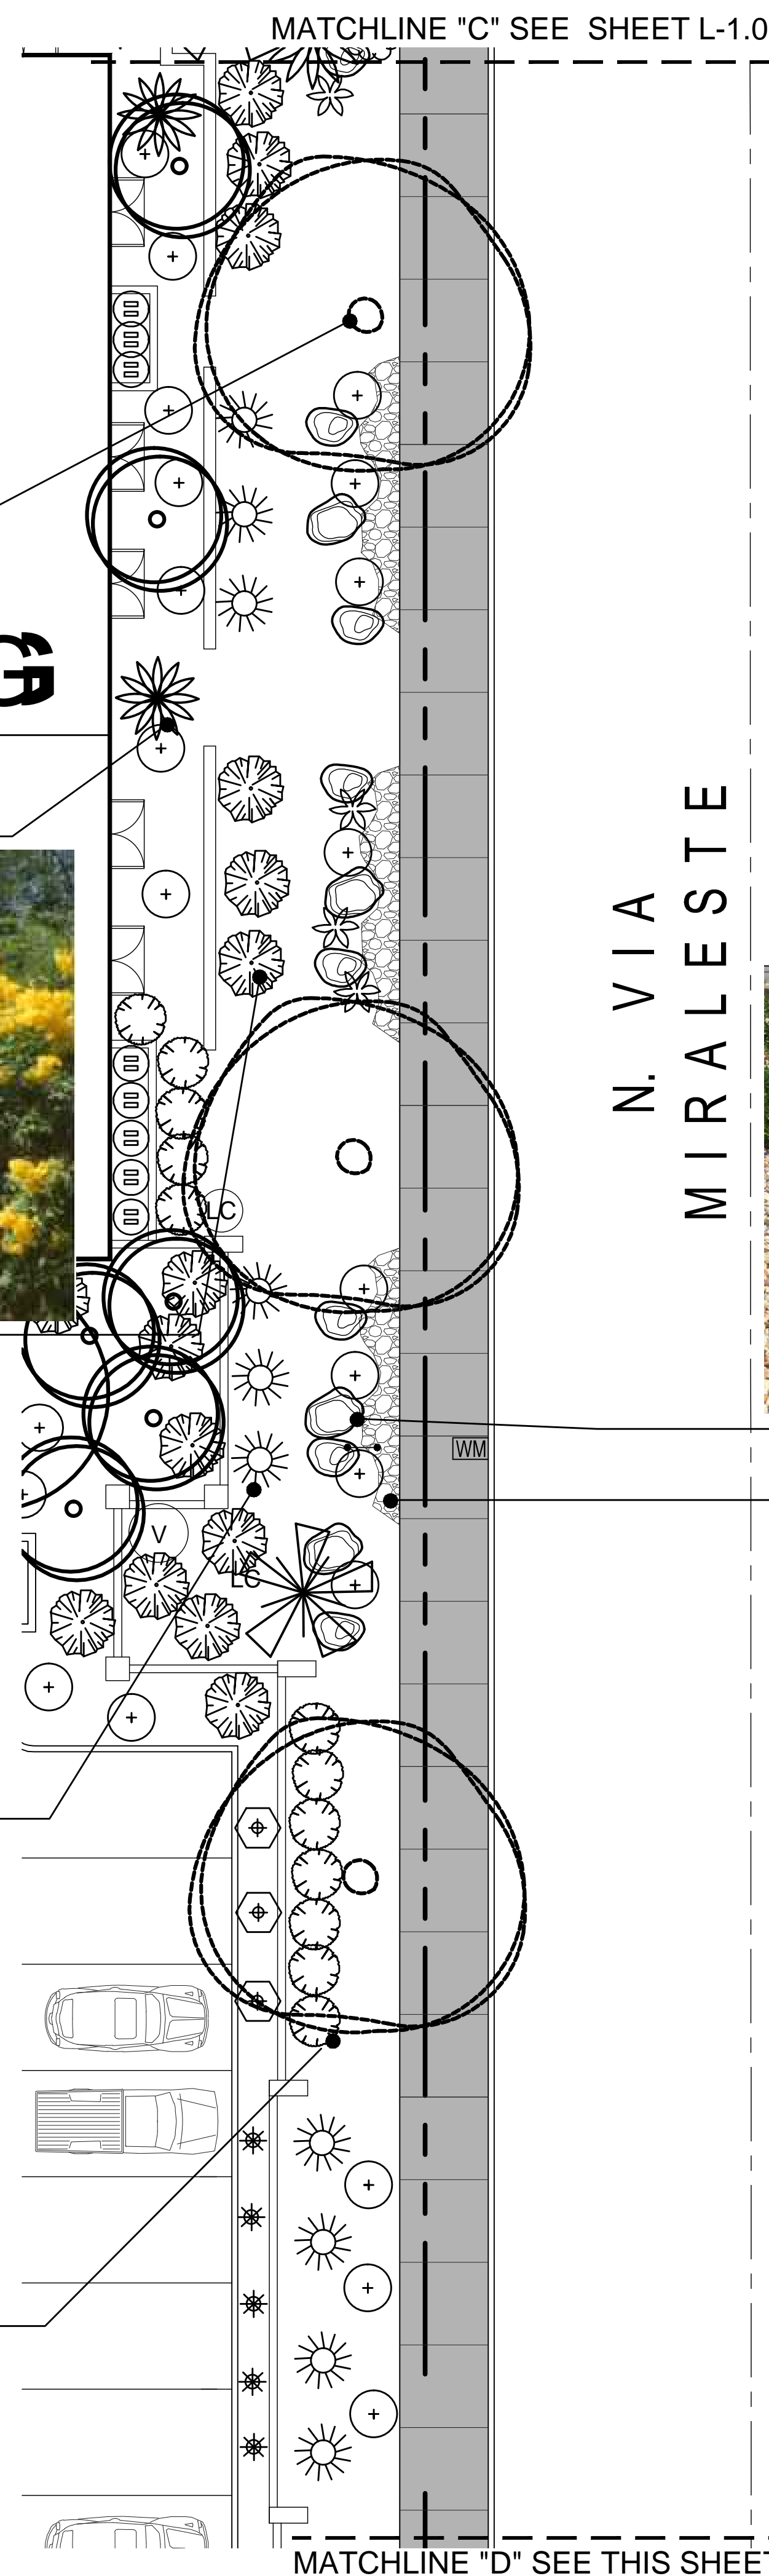 MATCHLINE "C" SEE SHEET L-1.0
G
N. VIA
MIRALESTE
LC
WM
V
LC
MATCHLINE "D" SEE THIS SHEET